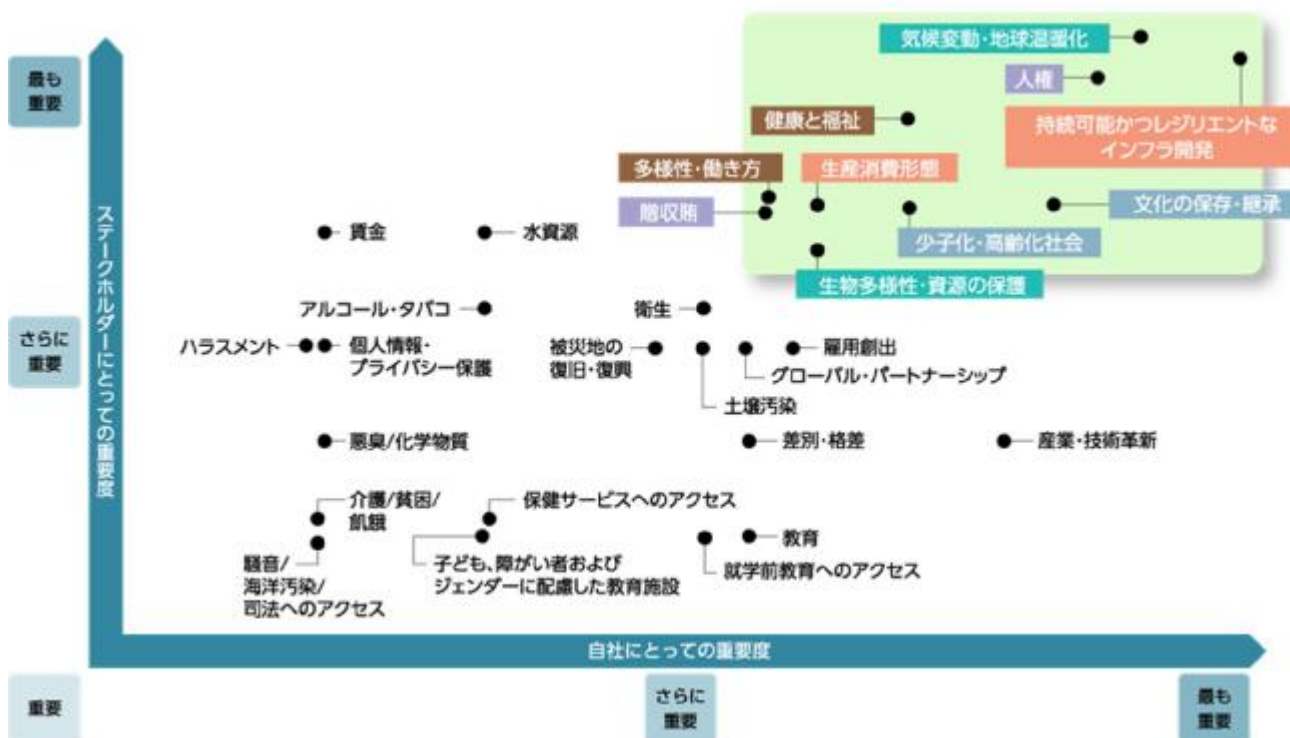 最も
重要
気候変動・地球温暖化
人権
健康と福祉
持続可能かつレジリエントな
インフラ開発
多様性・働き方
生産消費形態
贈収賄
文化の保存・継承
少子化・高齢化社会
生物多様性・資源の保護
ステークホルダーにとっての重要度
賃金
水資源
アルコール・タバコ
衛生
さらに
重要
ハラスメント
個人情報・
プライバシー保護
被災地の
復旧・復興
雇用創出
グローバル・パートナーシップ
土壌汚染
悪臭/化学物質
差別・格差
産業・技術革新
介護/貧困/
飢餓
保健サービスへのアクセス
騒音/
海洋汚染/
司法へのアクセス
子ども、障がい者および
ジェンダーに配慮した教育施設
教育
就学前教育へのアクセス
自社にとっての重要度
重要
さらに
重要
最も
重要